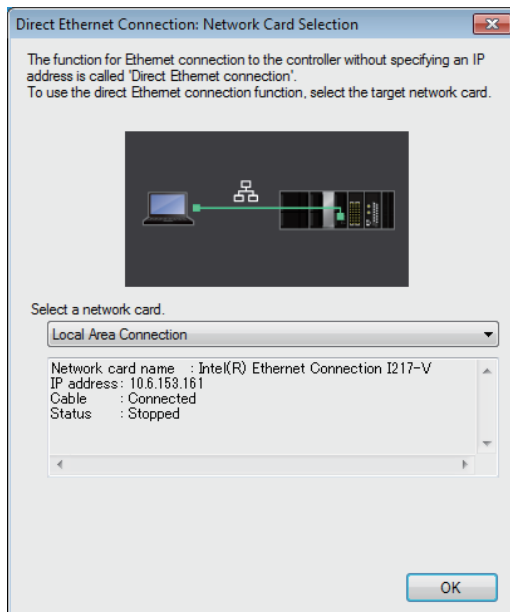 Direct Ethernet Connection: Network Card Selection
The function for Ethernet connection to the controller without specifying an IP
address is called 'Direct Ethernet connection'.
To use the direct Ethernet connection function, select the target network card.
Select a network card.
Local Area Connection
Network card name : Intel(R) Ethernet Connection I217-V
IP address : 10.6.153.161
Cable : Connected
Status : Stopped
OK